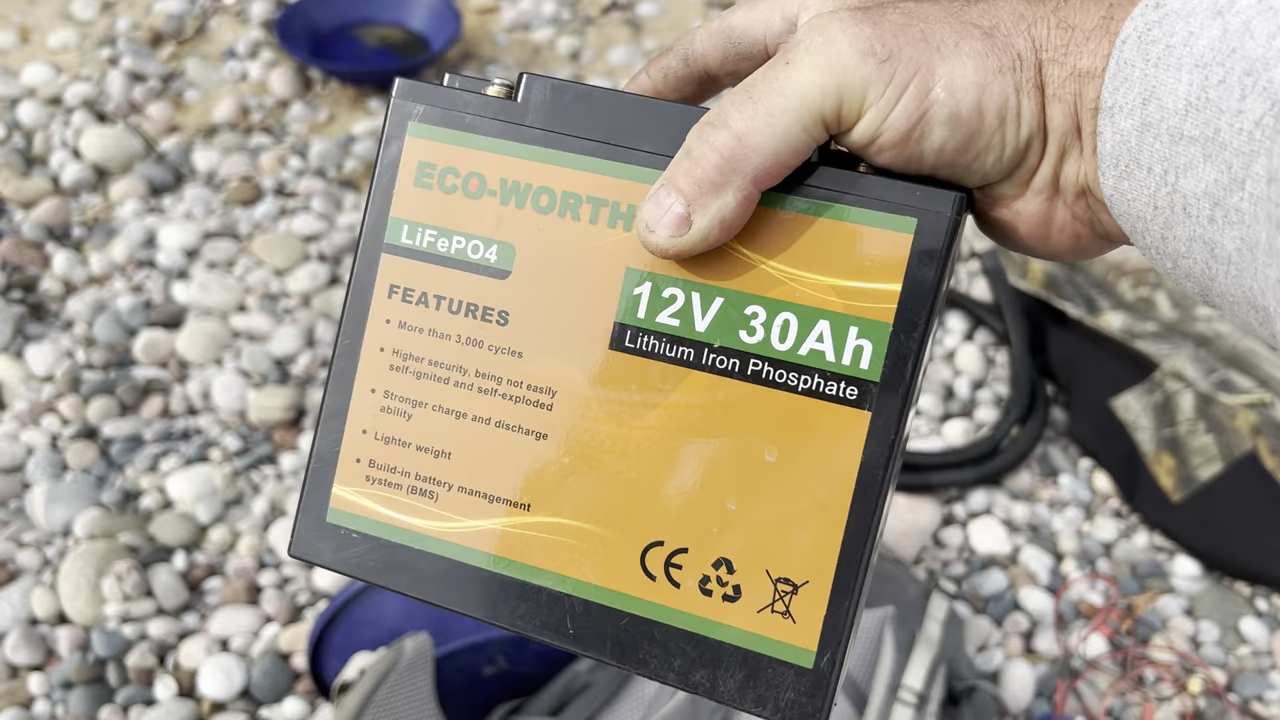 ECO-WORTH
LiFePO4
12V 30Ah
Lithium Iron Phosphate
FEATURES
• More than 3,000 cycles
• Higher security, being not easily
self-ignited and self-exploded
• Stronger charge and discharge
ability
• Lighter weight
• Build-in battery management
system (BMS)
CE